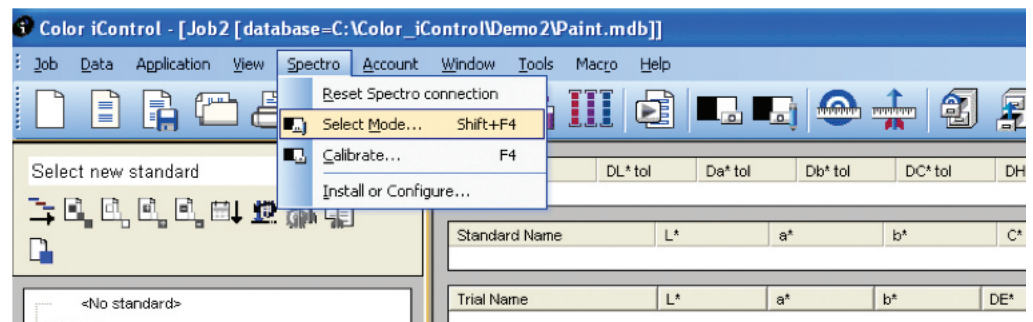 Color iControl - [Job2 [database=C:\Color_iControl\Demo2\Paint.mdb]]
Job Data Application View Spectro Account Window Tools Macro Help
Reset Spectro connection
Select Mode... Shift+F4
Calibrate... F4
Install or Configure...
Select new standard
DL* tol Da* tol Db* tol DC* tol DH
Standard Name L* a* b* C*
<No standard>
Trial Name L* a* b* DE*